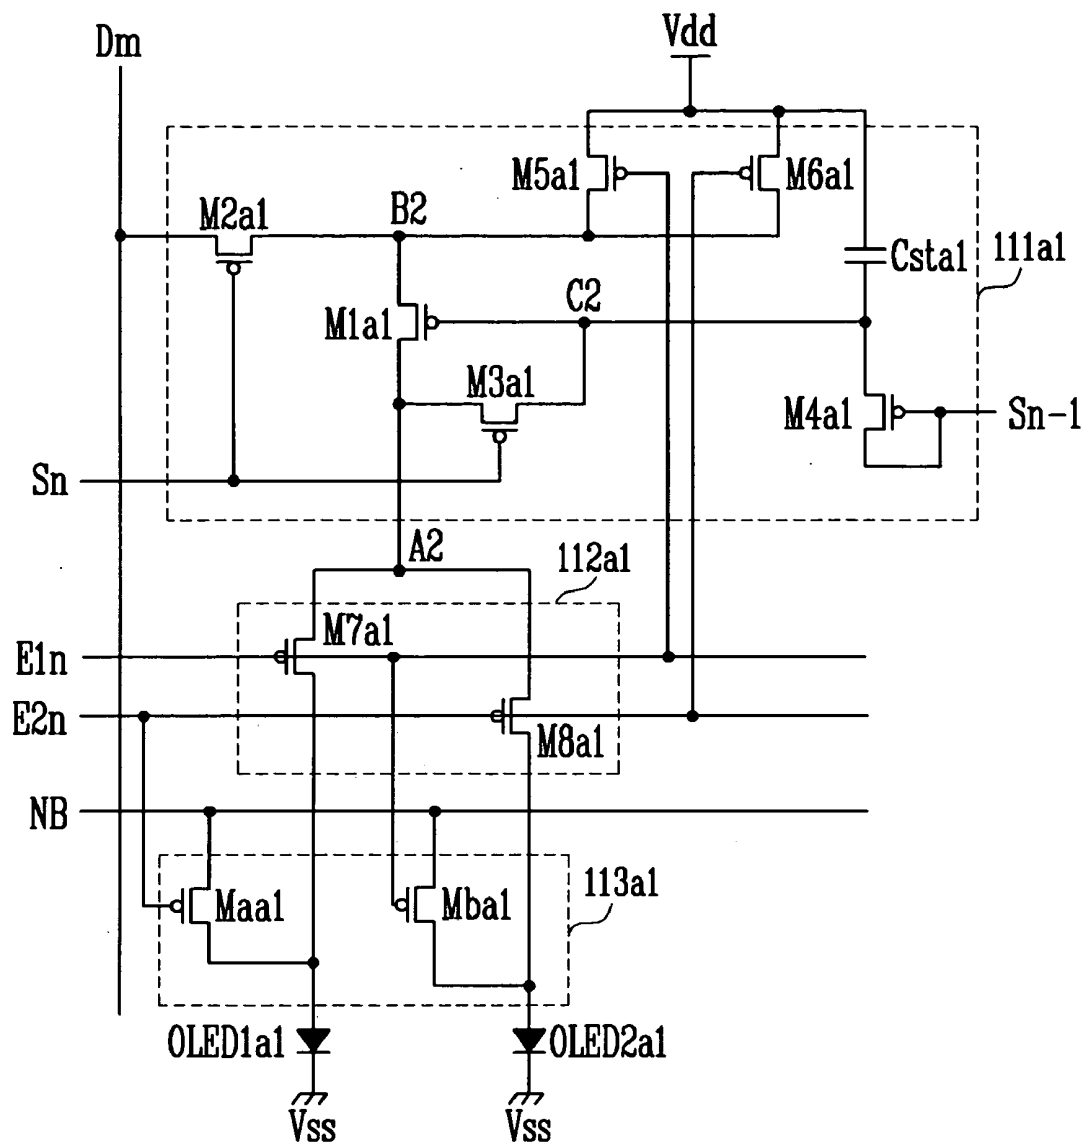 Vdd
Dm
M5a1
M6a1
M2a1
B2
Csta1
111a1
C2
M1a1
M3a1
M4a1
Sn-1
Sn
A2
112a1
M7a1
E1n
E2n
M8a1
NB
113a1
Maa1
Mba1
OLED1a1
OLED2a1
Vss
Vss